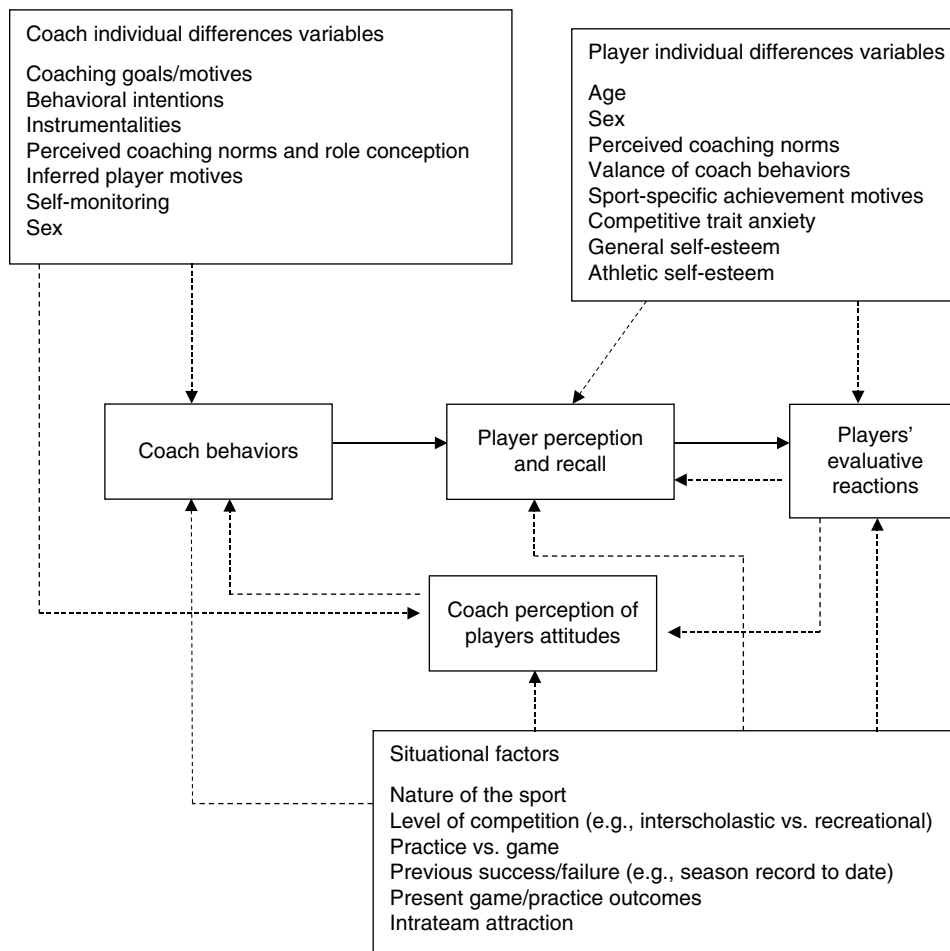 Coach individual differences variables
Coaching goals/motives
Behavioral intentions
Instrumentalities
Perceived coaching norms and role conception
Inferred player motives
Self-monitoring
Sex
Player individual differences variables
Age
Sex
Perceived coaching norms
Valance of coach behaviors
Sport-specific achievement motives
Competitive trait anxiety
General self-esteem
Athletic self-esteem
Coach behaviors
Player perception
and recall
Players'
evaluative
reactions
Coach perception of
players attitudes
Situational factors
Nature of the sport
Level of competition (e.g., interscholastic vs. recreational)
Practice vs. game
Previous success/failure (e.g., season record to date)
Present game/practice outcomes
Intrateam attraction